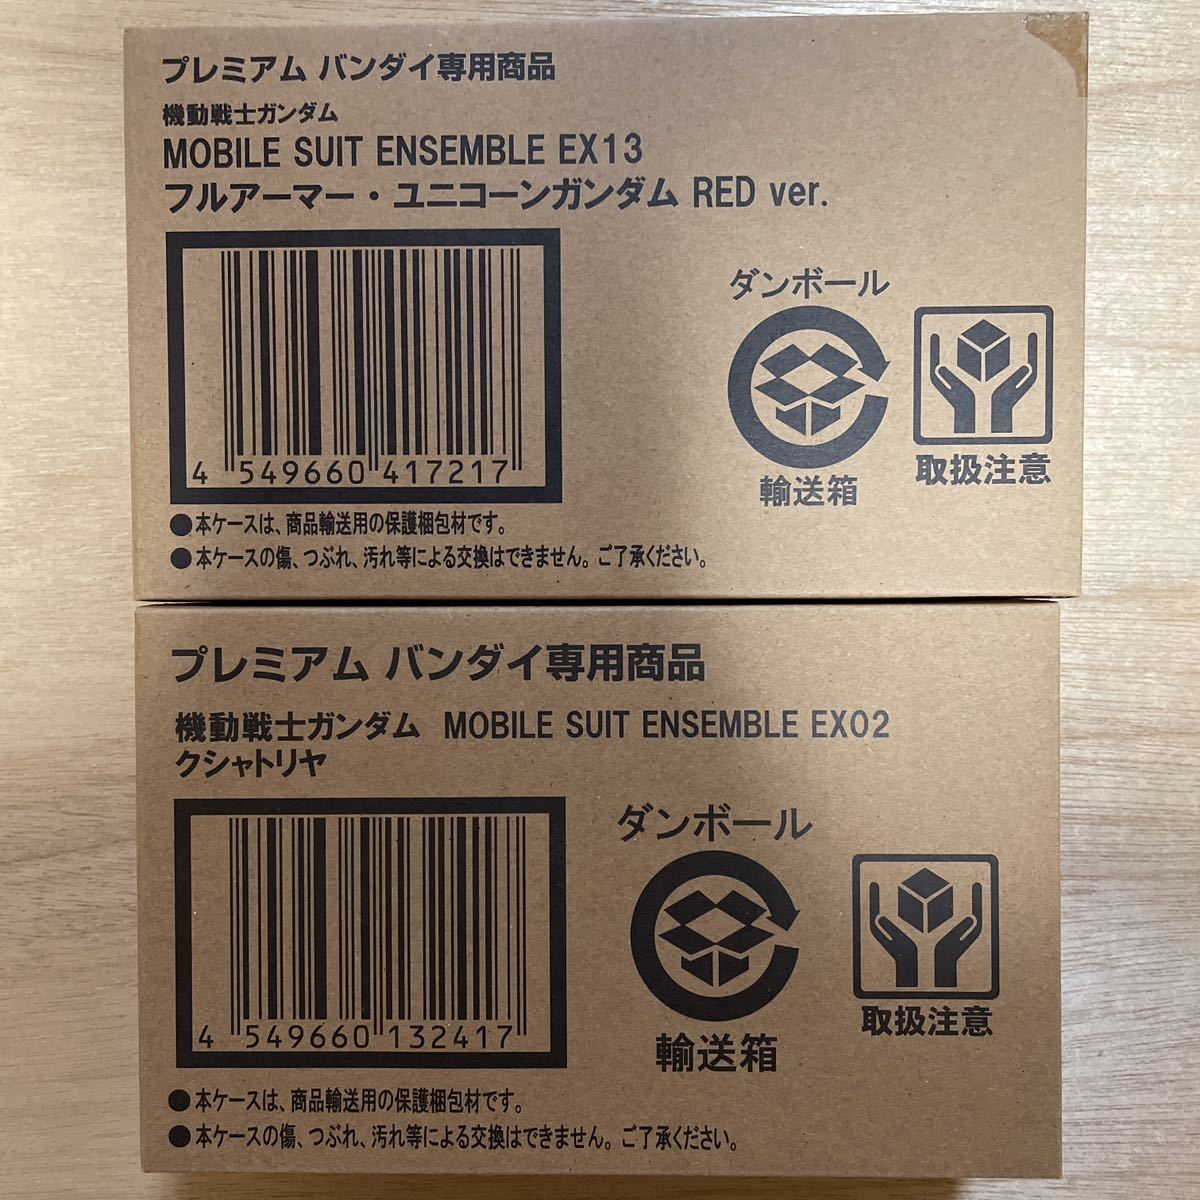 プレミアム バンダイ専用商品
機動戦士ガンダム
MOBILE SUIT ENSEMBLE EX13
フルアーマー・ユニコーンガンダム RED ver.
4 549660 417217
ダンボール
輸送箱
取扱注意
●本ケースは、商品輸送用の保護梱包材です。
●本ケースの傷、つぶれ、汚れ等による交換はできません。ご了承ください。
プレミアム バンダイ専用商品
機動戦士ガンダム MOBILE SUIT ENSEMBLE EX02
クシャトリヤ
4 549660 132417
ダンボール
輸送箱
取扱注意
●本ケースは、商品輸送用の保護梱包材です。
●本ケースの傷、つぶれ、汚れ等による交換はできません。ご了承ください。